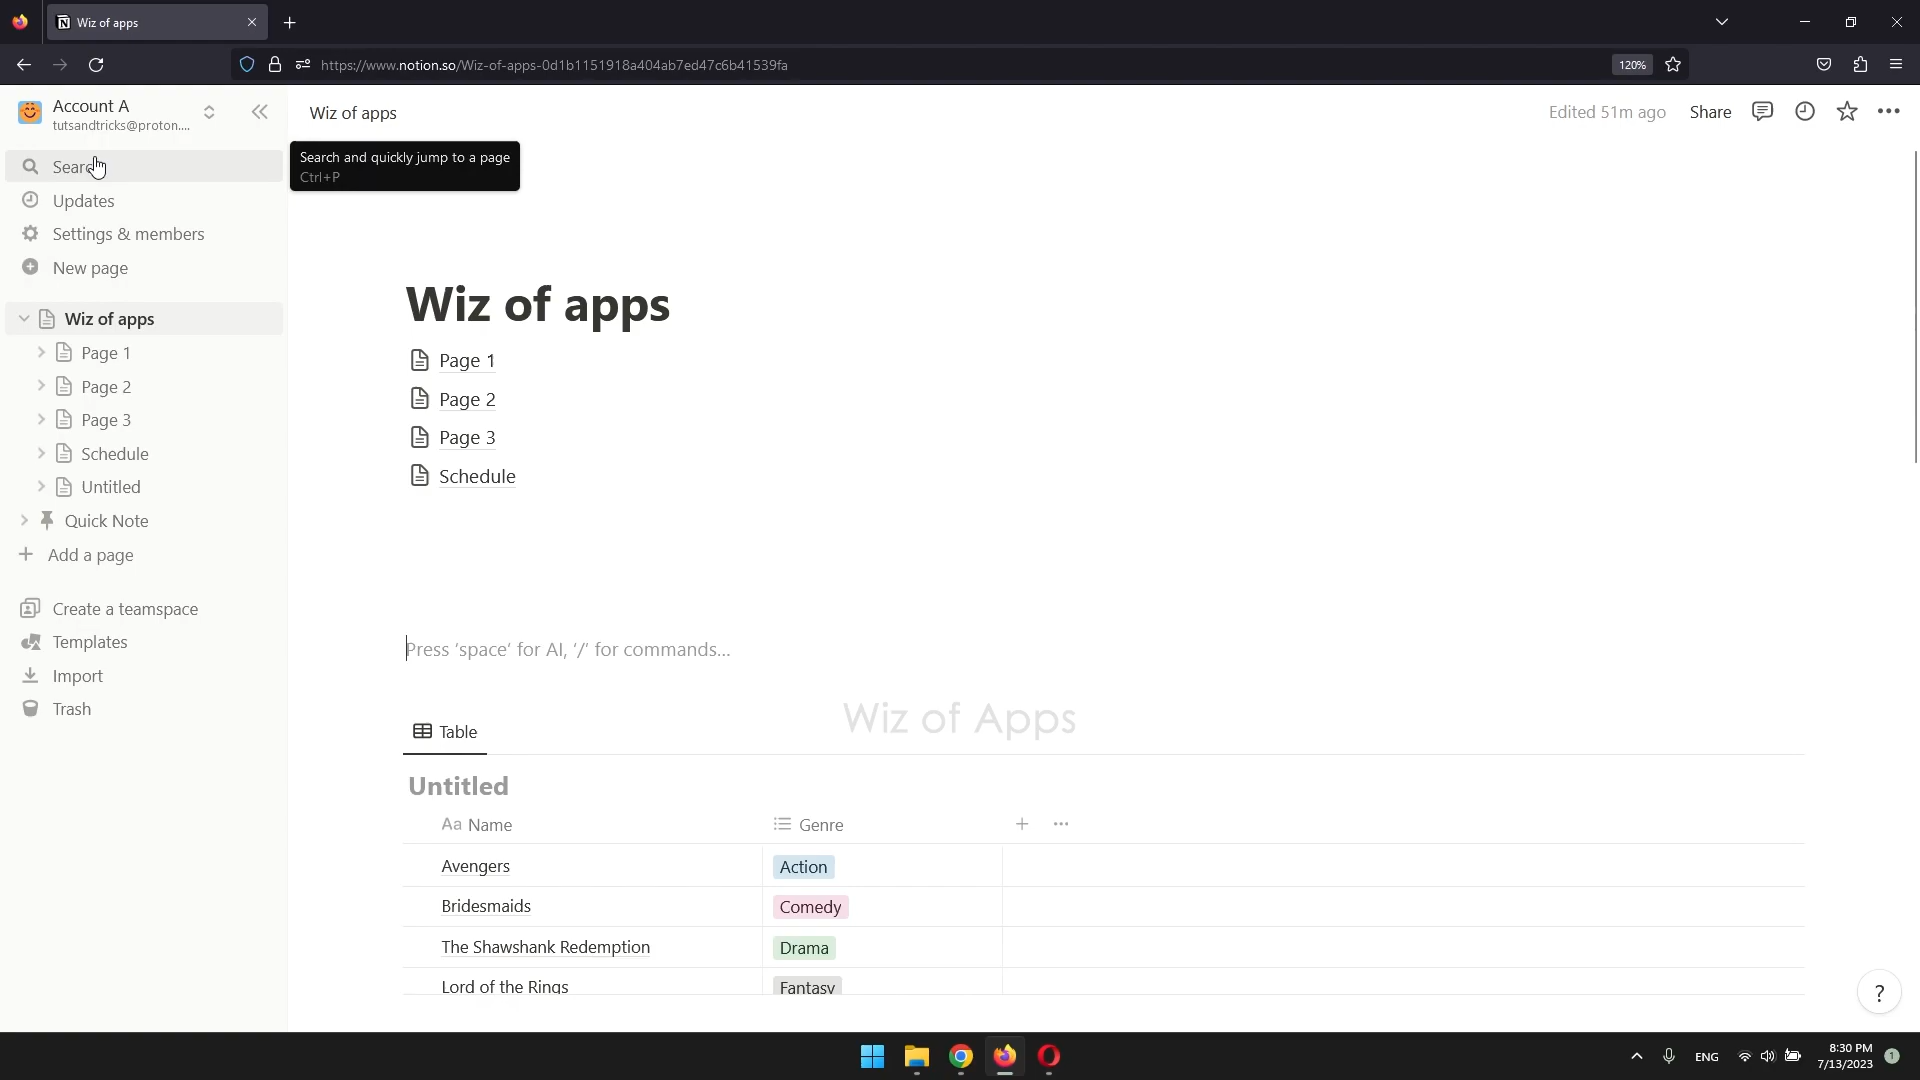 Wiz of apps
https://www.notion.so/Wiz-of-apps-0d1b1151918a404ab7ed47c6b41539fa
120%
Account A
tutsandtricks@proton....
Wiz of apps
Edited 51m ago
Share
Search and quickly jump to a page
Ctrl+P
Updates
Settings & members
New page
Wiz of apps
Page 1
Page 2
Page 3
Schedule
Untitled
Quick Note
Add a page
Create a teamspace
Templates
Import
Trash
Wiz of apps
Page 1
Page 2
Page 3
Schedule
Press 'space' for AI, '/' for commands...
Wiz of Apps
Table
Untitled
Aa Name
Genre
Avengers
Action
Bridesmaids
Comedy
The Shawshank Redemption
Drama
Lord of the Rings
Fantasy
?
ENG
8:30 PM
7/13/2023
1